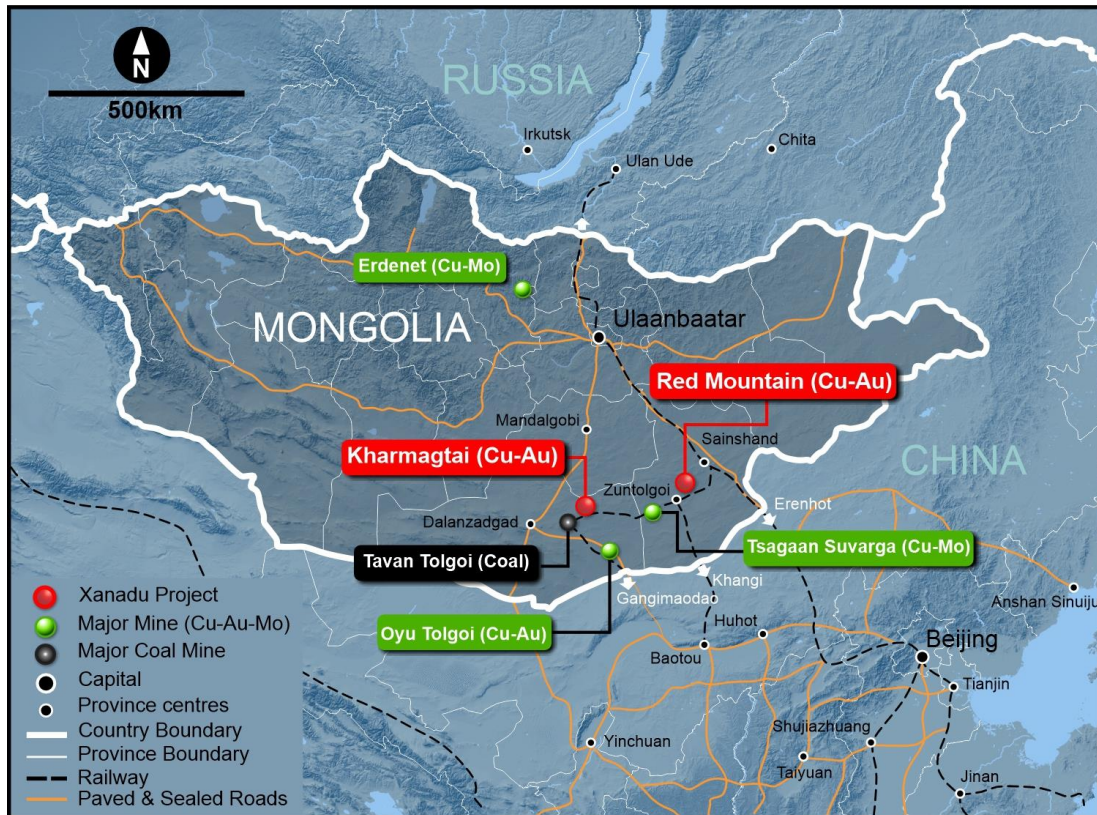 N
500km
RUSSIA
Irkutsk
Ulan Ude
Chita
Erdenet (Cu-Mo)
MONGOLIA
Ulaanbaatar
Red Mountain (Cu-Au)
Mandalgobi
Sainshand
Kharmagtai (Cu-Au)
CHINA
Zuntolgoi
Erenhot
Dalanzadgad
Tavan Tolgoi (Coal)
Tsagaan Suvarga (Cu-Mo)
Khangi
Gangimaodao
Anshan Sinuiju
Oyu Tolgoi (Cu-Au)
Huhot
Baotou
Beijing
Tianjin
Shujiazhuang
Yinchuan
Taiyuan
Jinan
Xanadu Project
Major Mine (Cu-Au-Mo)
Major Coal Mine
Capital
Province centres
Country Boundary
Province Boundary
Railway
Paved & Sealed Roads